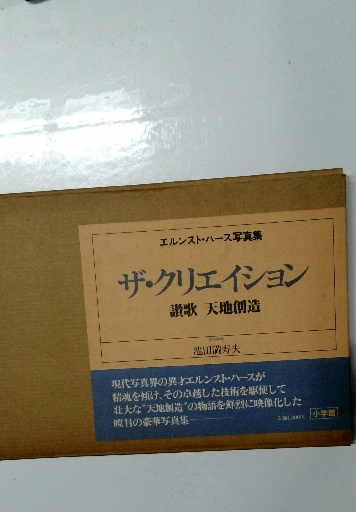 エルンスト・ハース写真集
ザ・クリエイション
讃歌 天地創造
池田満寿夫
現代写真界の異才エルンスト・ハースが
精魂を傾け、その卓越した技術を駆使して
壮大な“天地創造”の物語を鮮烈に映像化した
瞠目の豪華写真集
小学館